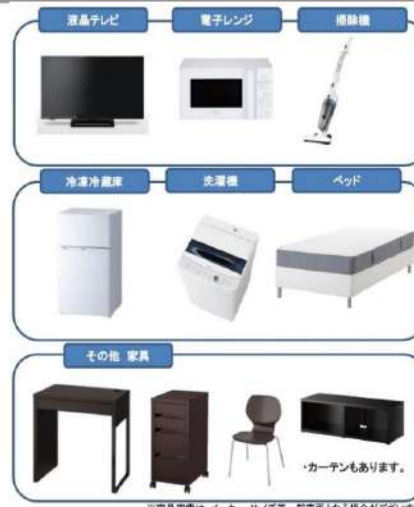 液晶テレビ
電子レンジ
掃除機
冷凍冷蔵庫
洗濯機
ベッド
その他 家具
・カーテンもあります。